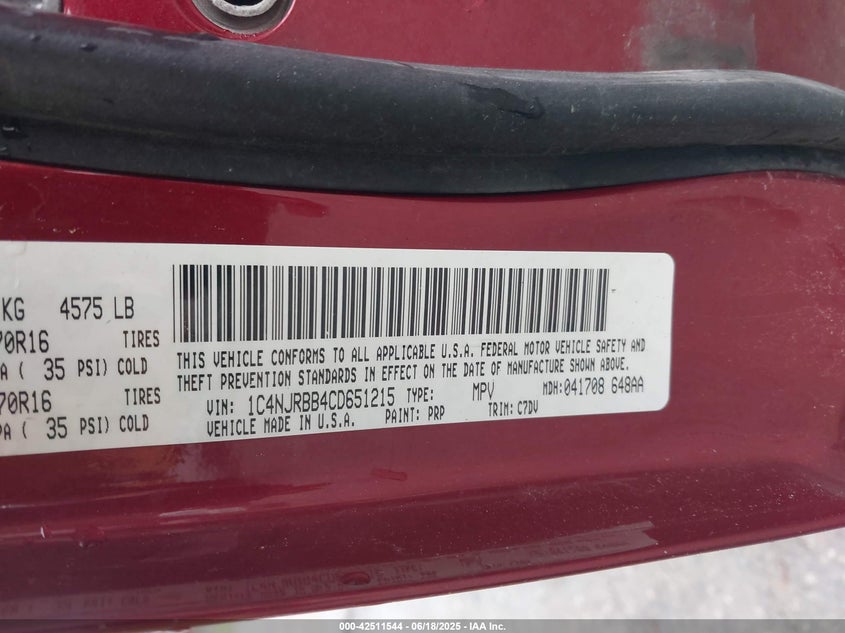 KG 4575 LB
70R16 TIRES
A ( 35 PSI) COLD
70R16 TIRES
PA ( 35 PSI) COLD
THIS VEHICLE CONFORMS TO ALL APPLICABLE U.S.A. FEDERAL MOTOR VEHICLE SAFETY AND
THEFT PREVENTION STANDARDS IN EFFECT ON THE DATE OF MANUFACTURE SHOWN ABOVE.
VIN: 1C4NJRBB4CD651215 TYPE: MPV MDH:041708 648AA
VEHICLE MADE IN U.S.A. PAINT: PRP TRIM: C7DV
000-42511544 | 06/18/2025 | IAA Inc.